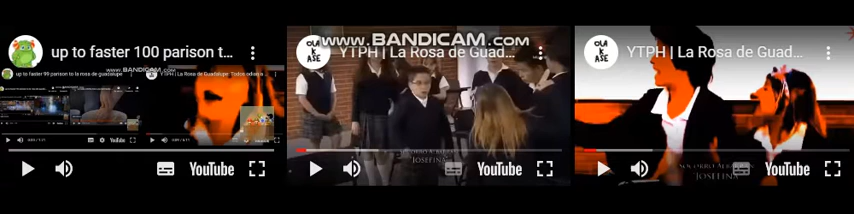 up to faster 100 parison t...
up to faster 99 parison to la rosa de guadalupe
www.BANDICAM.com
YTPH | La Rosa de Guadalupe: Todos odian a
YouTube
www.BANDICAM.com
OLA
K
ASE
YTPH | La Rosa de Guad...
JOSEFINA
YouTube
OLA
K
ASE
YTPH | La Rosa de Guad...
SOCORRO ALBARRAN
"JOSEFINA"
YouTube